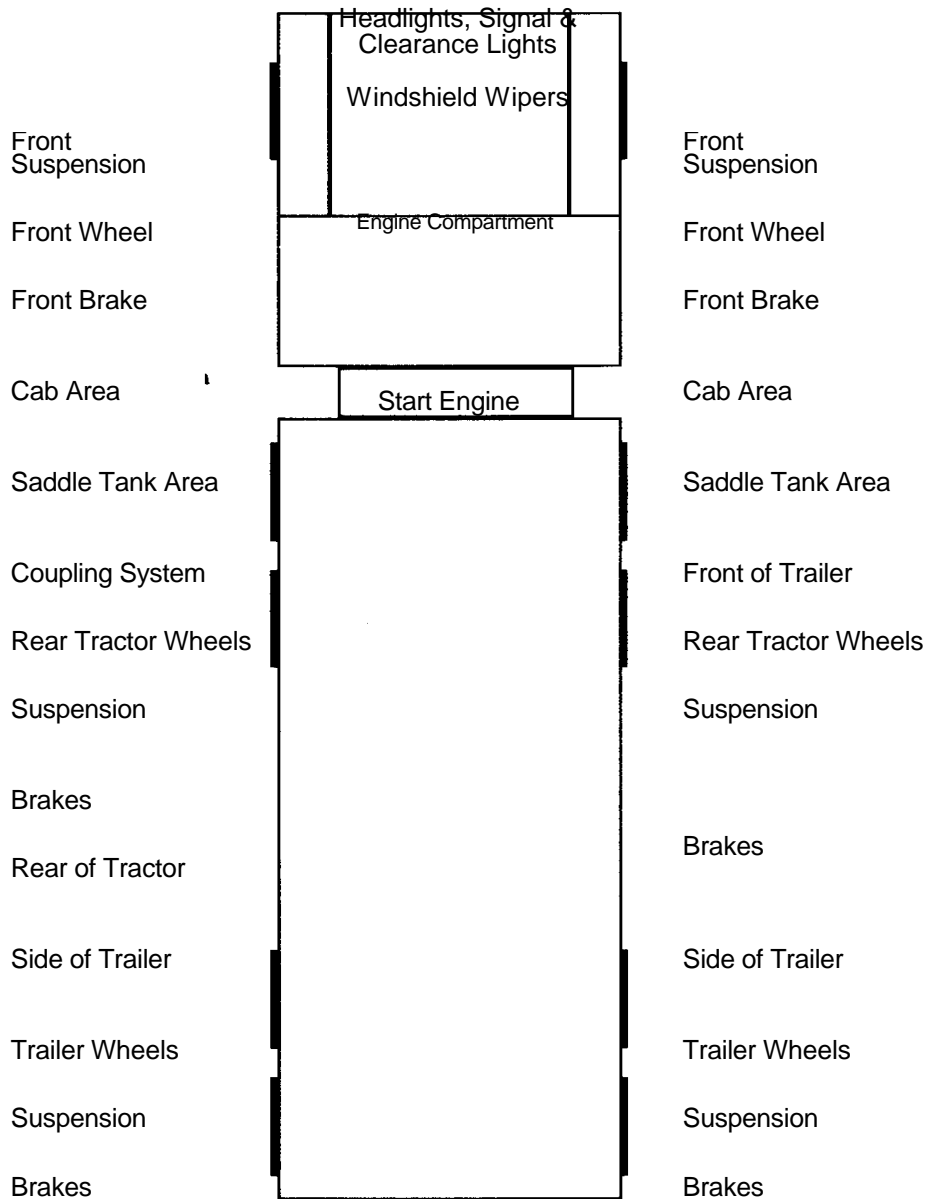 Headlights, Signal &
Clearance Lights
Windshield Wipers
Front
Suspension
Front
Suspension
Engine Compartment
Front Wheel
Front Wheel
Front Brake
Front Brake
Cab Area
Start Engine
Cab Area
Saddle Tank Area
Saddle Tank Area
Coupling System
Front of Trailer
Rear Tractor Wheels
Rear Tractor Wheels
Suspension
Suspension
Brakes
Brakes
Rear of Tractor
Side of Trailer
Side of Trailer
Trailer Wheels
Trailer Wheels
Suspension
Suspension
Brakes
Brakes